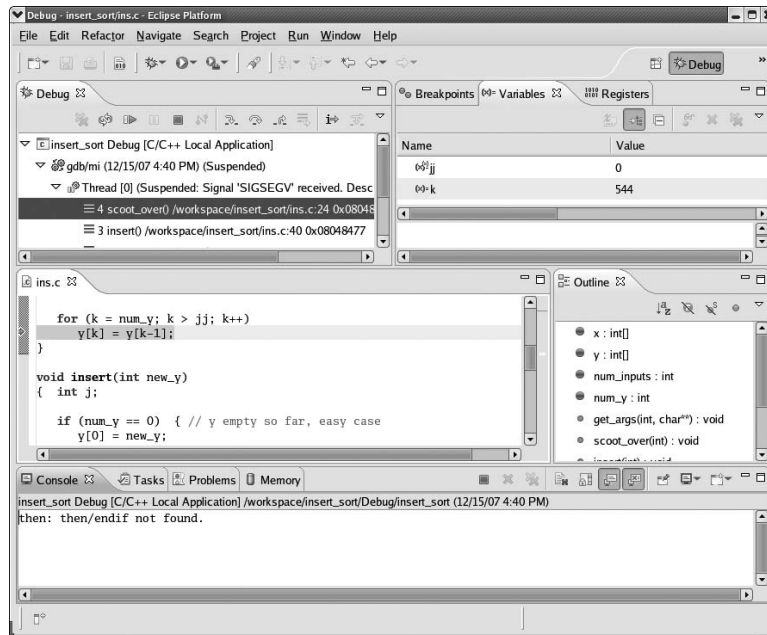 Debug - insert_sort/ins.c - Eclipse Platform
File Edit Refactor Navigate Search Project Run Window Help
Debug
»
Debug
Breakpoints (x)= Variables 1010 0101 Registers
insert_sort Debug [C/C++ Local Application]
gdb/mi (12/15/07 4:40 PM) (Suspended)
Thread [0] (Suspended: Signal 'SIGSEGV' received. Desc
4 scoot_over() /workspace/insert_sort/ins.c:24 0x08048
3 insert() /workspace/insert_sort/ins.c:40 0x08048477
Name Value
jj 0
(x)= k 544
ins.c
for (k = num_y; k > jj; k++)
y[k] = y[k-1];
}
void insert(int new_y)
{ int j;
if (num_y == 0) { // y empty so far, easy case
y[0] = new_y;
Outline
x : int[]
y : int[]
num_inputs : int
num_y : int
get_args(int, char**) : void
scoot_over(int) : void
Console Tasks Problems Memory
insert_sort Debug [C/C++ Local Application] /workspace/insert_sort/Debug/insert_sort (12/15/07 4:40 PM)
then: then/endif not found.